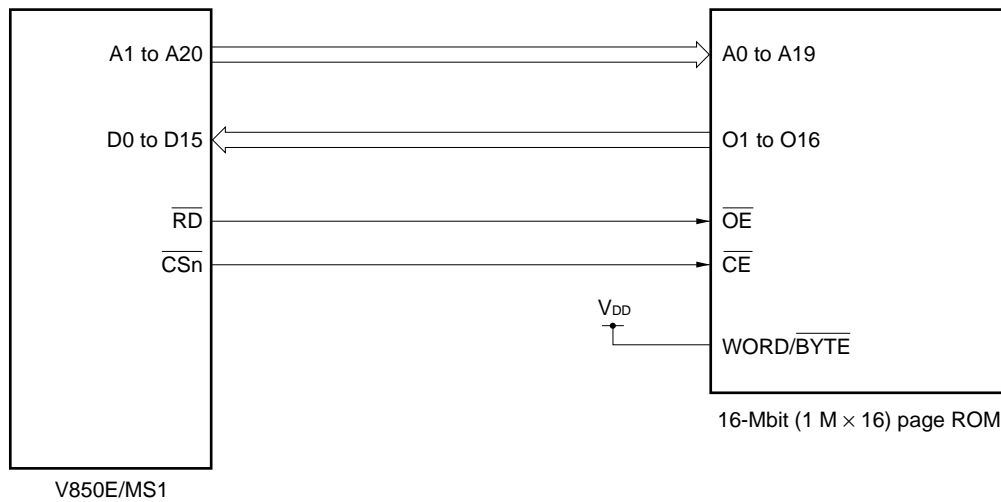 A1 to A20 A0 to A19
D0 to D15 O1 to O16
RD OE
CSn CE
VDD
WORD/BYTE
16-Mbit (1 M × 16) page ROM
V850E/MS1